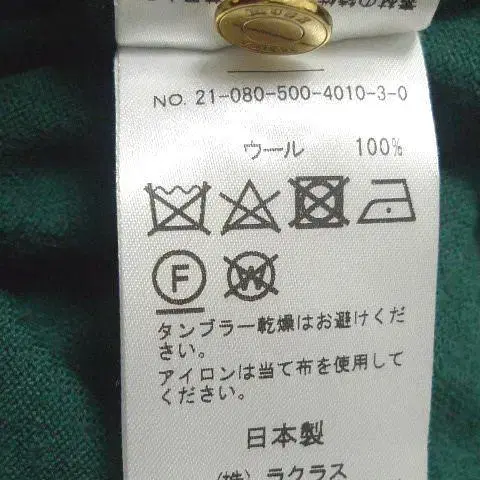 NO. 21-080-500-4010-3-0
ウール 100%
F
W
タンブラー乾燥はお避けくだ
さい。
アイロンは当て布を使用して
ください。
日本製
(株) ラクラス